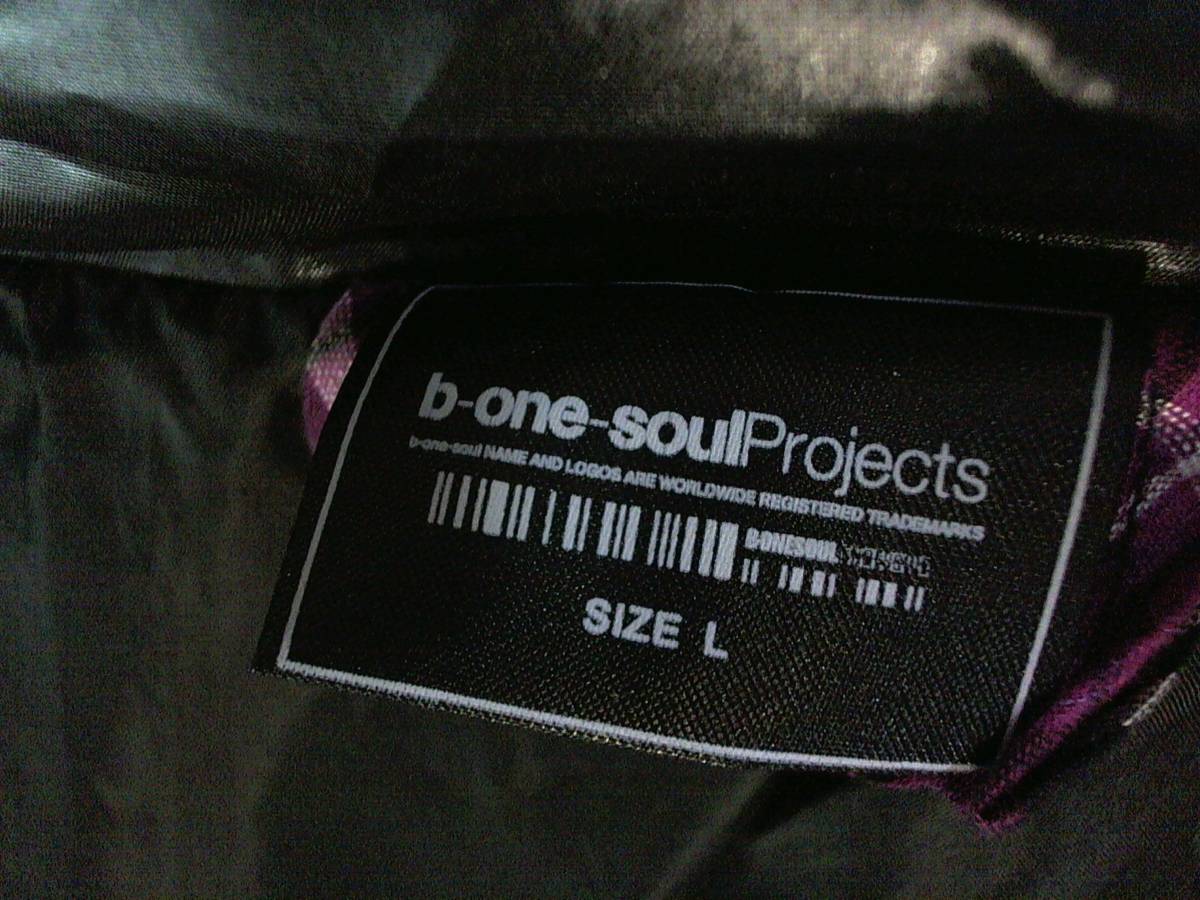 b-one-soulProjects
b-one-soul NAME AND LOGOS ARE WORLDWIDE REGISTERED TRADEMARKS
B-ONESOUL
SIZE L